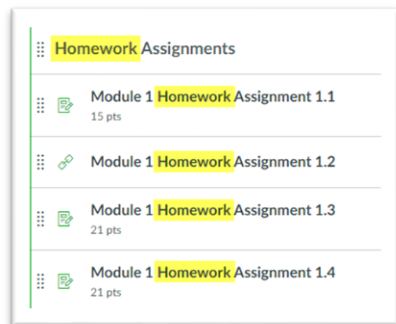 Homework Assignments
Module 1 Homework Assignment 1.1
15 pts
Module 1 Homework Assignment 1.2
Module 1 Homework Assignment 1.3
21 pts
Module 1 Homework Assignment 1.4
21 pts